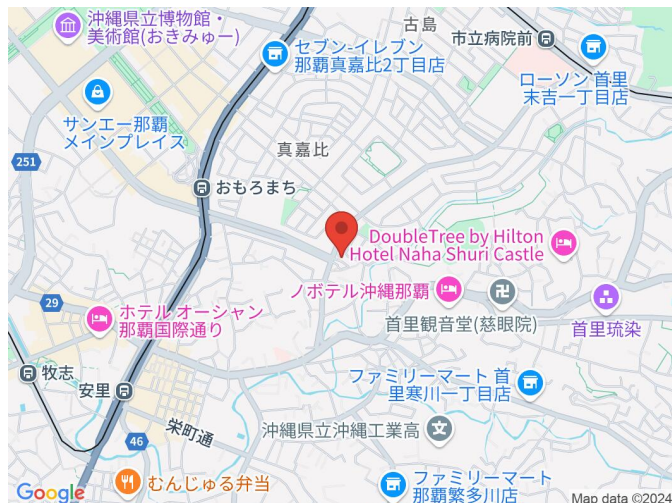 沖縄県立博物館・
美術館(おきみゅー)
古島
市立病院前
セブン-イレブン
那覇真嘉比2丁目店
ローソン 首里
末吉一丁目店
サンエー那覇
メインプレイス
真嘉比
251
おもろまち
DoubleTree by Hilton
Hotel Naha Shuri Castle
ノボテル沖縄那覇
29
ホテル オーシャン
那覇国際通り
首里観音堂(慈眼院)
首里琉染
牧志
安里
ファミリーマート 首
里寒川一丁目店
栄町通
46
沖縄県立沖縄工業高
むんじゅる弁当
ファミリーマート
那覇繁多川店
Google
Map data ©2024